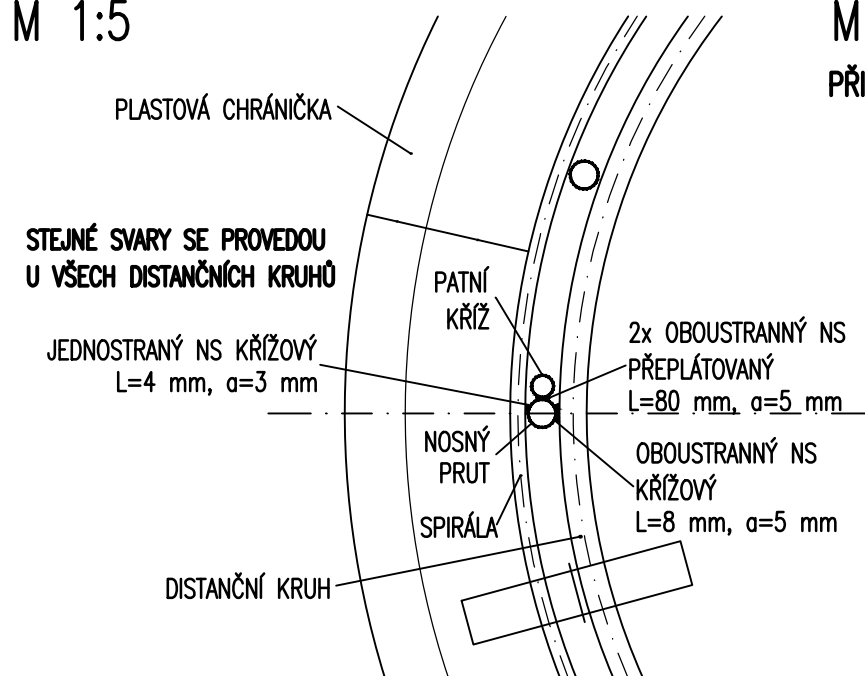 M 1:5
M
PŘI
PLASTOVÁ CHRÁNIČKA
STEJNÉ SVARY SE PROVEDOU
U VŠECH DISTANČNÍCH KRUHŮ
PATNÍ
KŘÍŽ
JEDNOSTRANÝ NS KŘÍŽOVÝ
L=4 mm, a=3 mm
2x OBOUSTRANNÝ NS
PŘEPLÁTOVANÝ
L=80 mm, a=5 mm
NOSNÝ
PRUT
OBOUSTRANNÝ NS
KŘÍŽOVÝ
L=8 mm, a=5 mm
SPIRÁLA
DISTANČNÍ KRUH